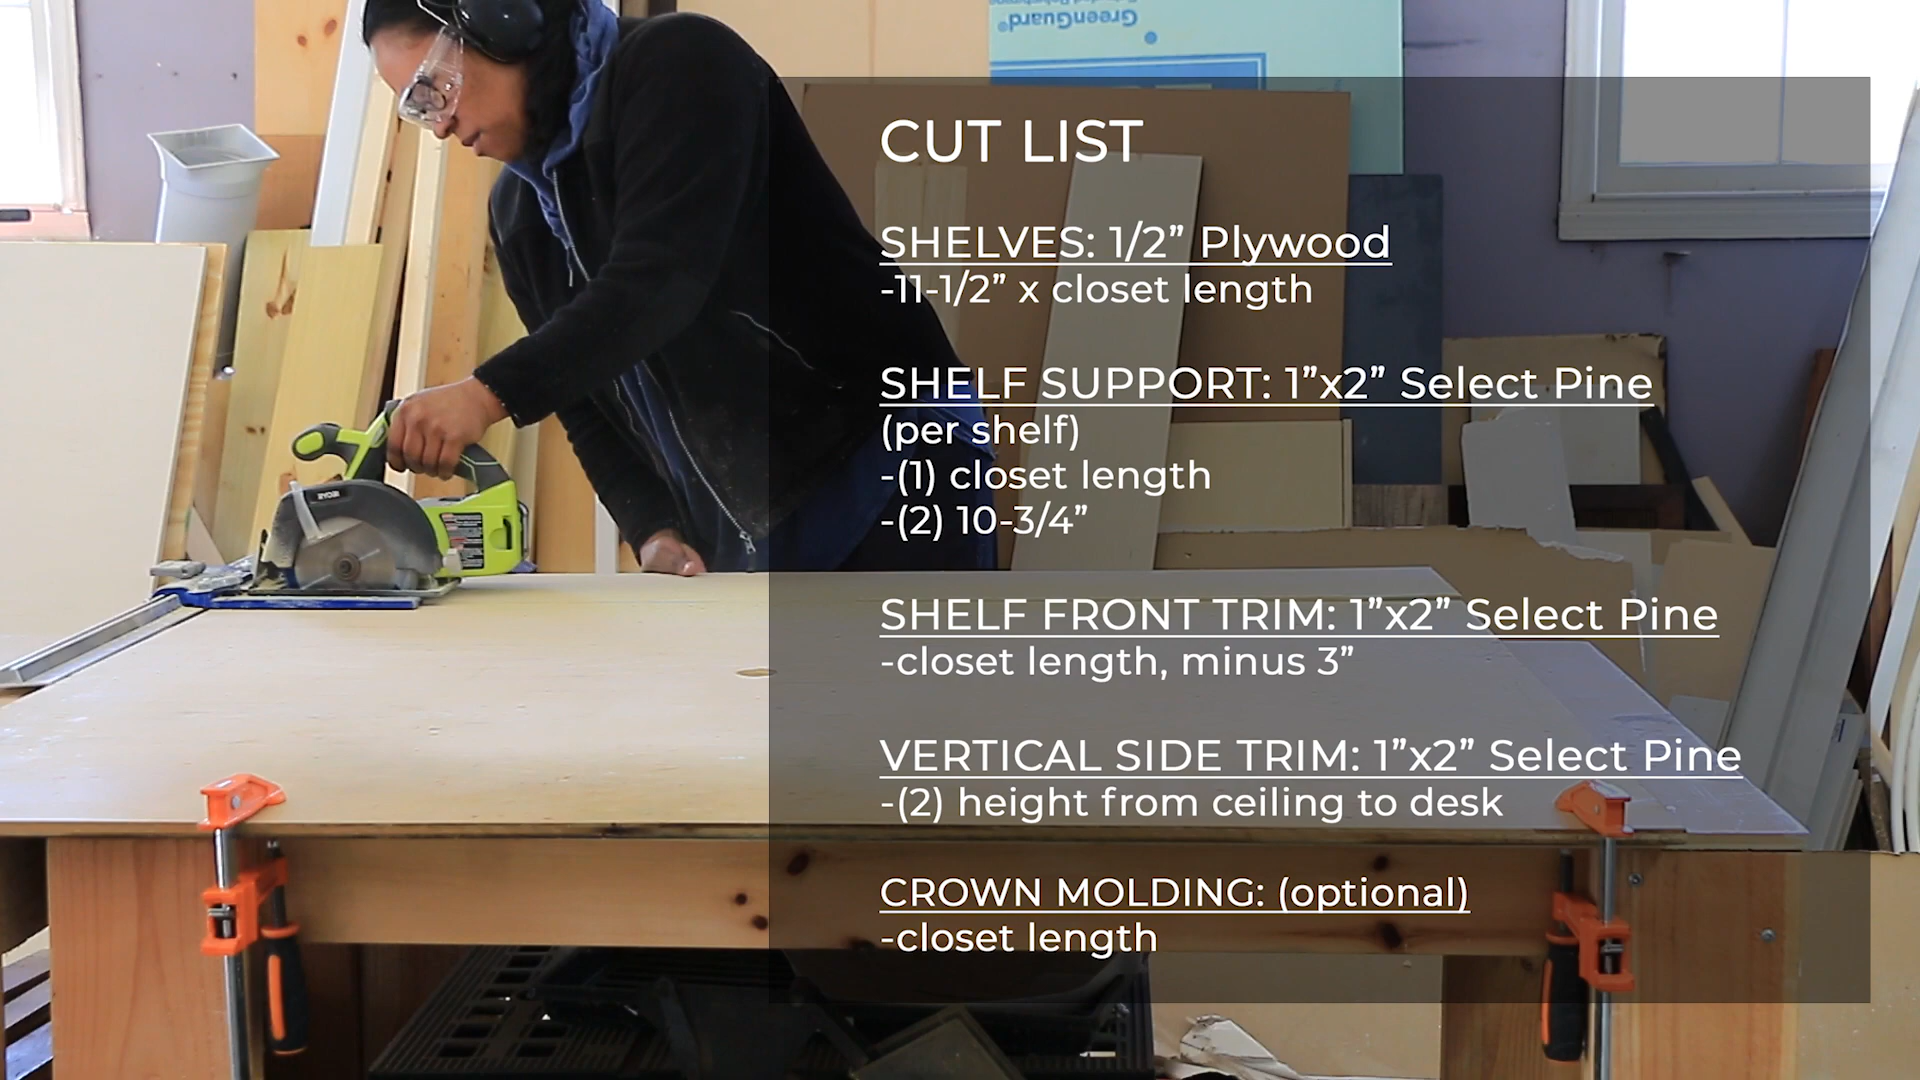 GreenGuard®
CUT LIST
SHELVES: 1/2” Plywood
-11-1/2” x closet length
SHELF SUPPORT: 1”x2” Select Pine
(per shelf)
-(1) closet length
-(2) 10-3/4”
SHELF FRONT TRIM: 1”x2” Select Pine
-closet length, minus 3”
VERTICAL SIDE TRIM: 1”x2” Select Pine
-(2) height from ceiling to desk
CROWN MOLDING: (optional)
-closet length
RYOBI